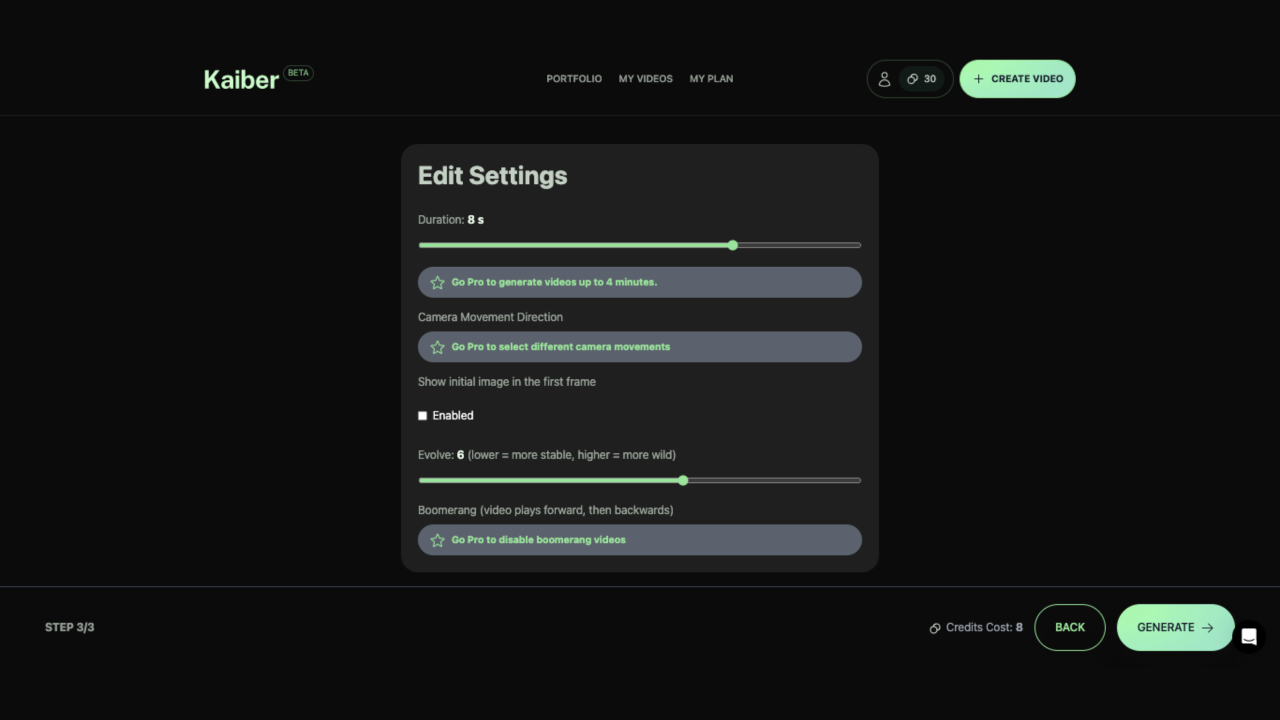 Kaiber BETA
PORTFOLIO MY VIDEOS MY PLAN
30
+ CREATE VIDEO
Edit Settings
Duration: 8 s
Go Pro to generate videos up to 4 minutes.
Camera Movement Direction
Go Pro to select different camera movements
Show initial image in the first frame
Enabled
Evolve: 6 (lower = more stable, higher = more wild)
Boomerang (video plays forward, then backwards)
Go Pro to disable boomerang videos
STEP 3/3
Credits Cost: 8
BACK
GENERATE →